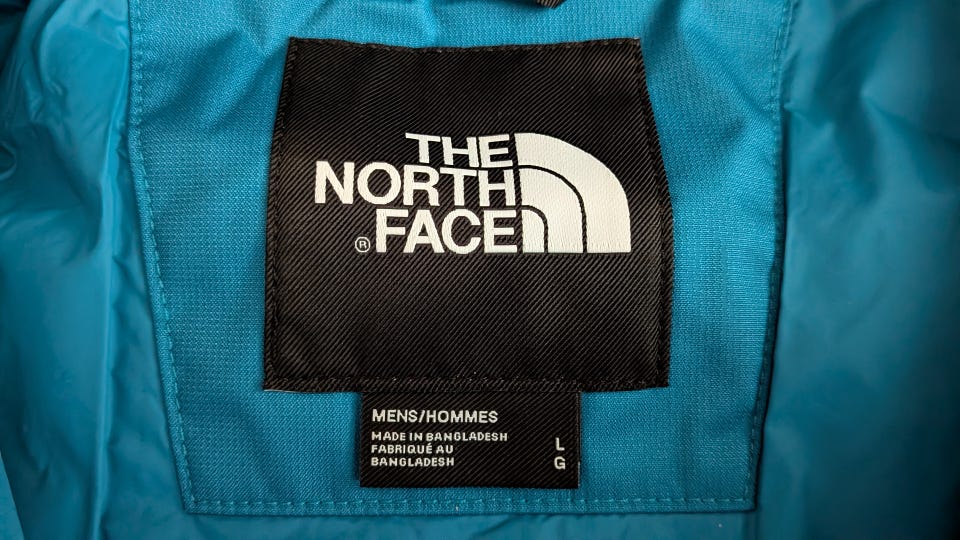 THE
NORTH
® FACE
MENS/HOMMES
MADE IN BANGLADESH
FABRIQUÉ AU
BANGLADESH
L
G